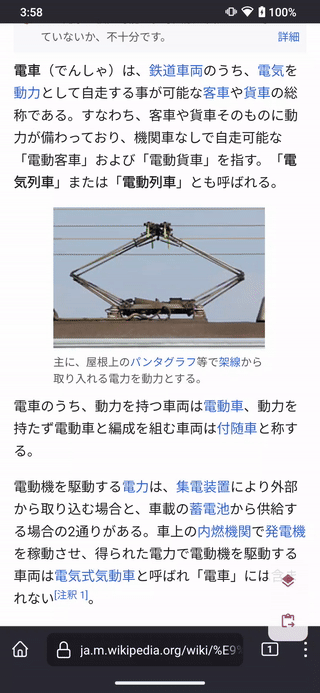 3:58
100%
ていないか、不十分です。
詳細
電車（でんしゃ）は、鉄道車両のうち、電気を
動力として自走する事が可能な客車や貨車の総
称である。すなわち、客車や貨車そのものに動
力が備わっており、機関車なしで自走可能な
「電動客車」および「電動貨車」を指す。「電
気列車」または「電動列車」とも呼ばれる。
主に、屋根上のパンタグラフ等で架線から
取り入れる電力を動力とする。
電車のうち、動力を持つ車両は電動車、動力を
持たず電動車と編成を組む車両は付随車と称す
る。
電動機を駆動する電力は、集電装置により外部
から取り込む場合と、車載の蓄電池から供給す
る場合の2通りがある。車上の内燃機関で発電機
を稼動させ、得られた電力で電動機を駆動する
車両は電気式気動車と呼ばれ「電車」には含ま
れない[注釈 1]。
ja.m.wikipedia.org/wiki/%E9%
1